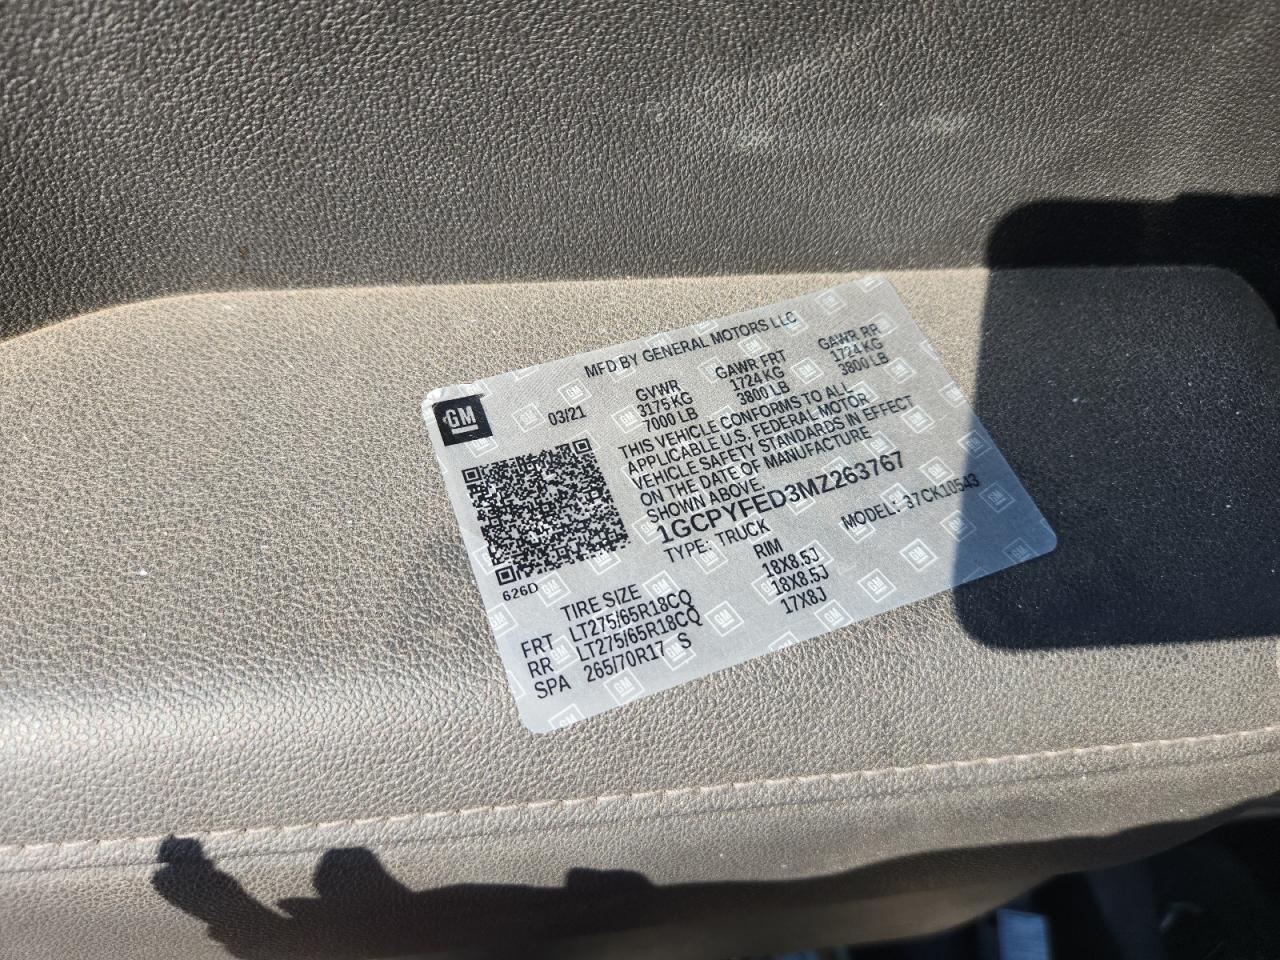 MFD BY GENERAL MOTORS LLC
GM
03/21
GVWR GAWR FRT GAWR RR
3175 KG 1724 KG 1724 KG
7000 LB 3800 LB 3800 LB
THIS VEHICLE CONFORMS TO ALL
APPLICABLE U.S. FEDERAL MOTOR
VEHICLE SAFETY STANDARDS IN EFFECT
ON THE DATE OF MANUFACTURE
SHOWN ABOVE.
1GCPYFED3MZ263767
TYPE: TRUCK MODEL: 37CK10543
626D
TIRE SIZE RIM
FRT LT275/65R18CQ 18X8.5J
RR LT275/65R18CQ 18X8.5J
SPA 265/70R17 S 17X8J